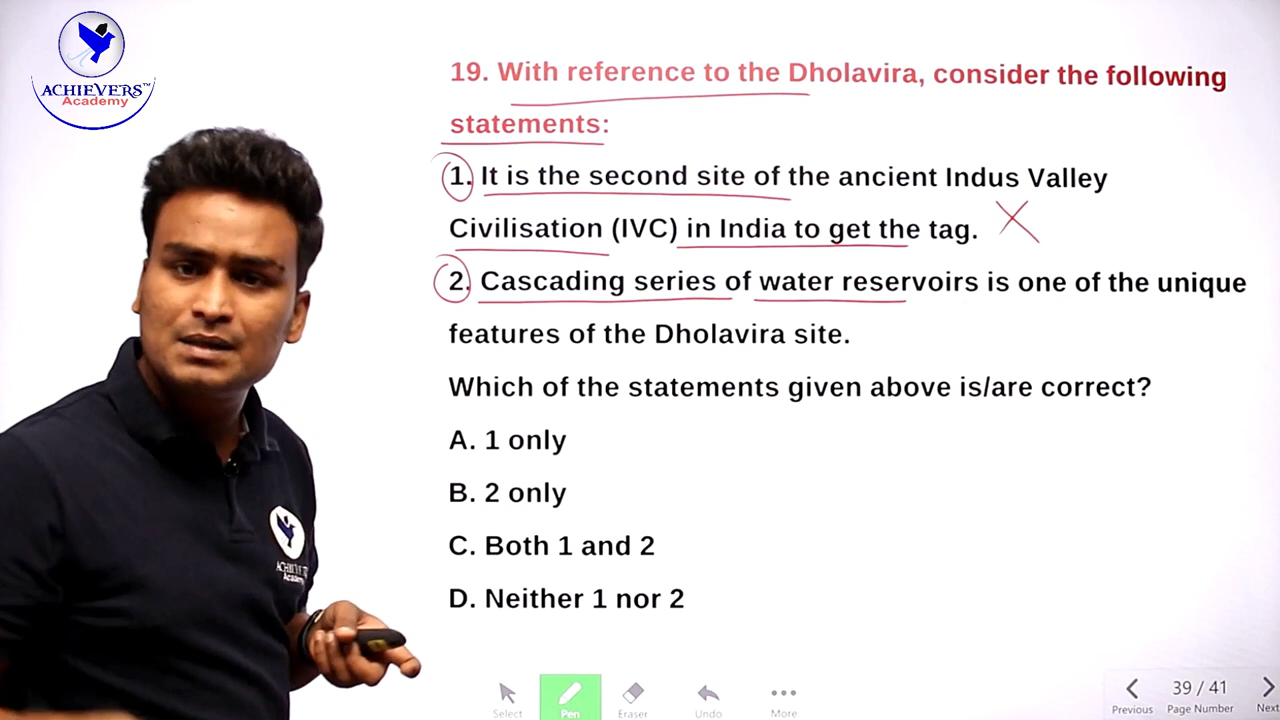 ACHIEVERS™
Academy
19. With reference to the Dholavira, consider the following
statements:
1. It is the second site of the ancient Indus Valley
Civilisation (IVC) in India to get the tag.
2. Cascading series of water reservoirs is one of the unique
features of the Dholavira site.
Which of the statements given above is/are correct?
A. 1 only
B. 2 only
C. Both 1 and 2
D. Neither 1 nor 2
ACHIEVERS
Academy
Select
Pen
Eraser
Undo
More
Previous
39 / 41
Page Number
Next